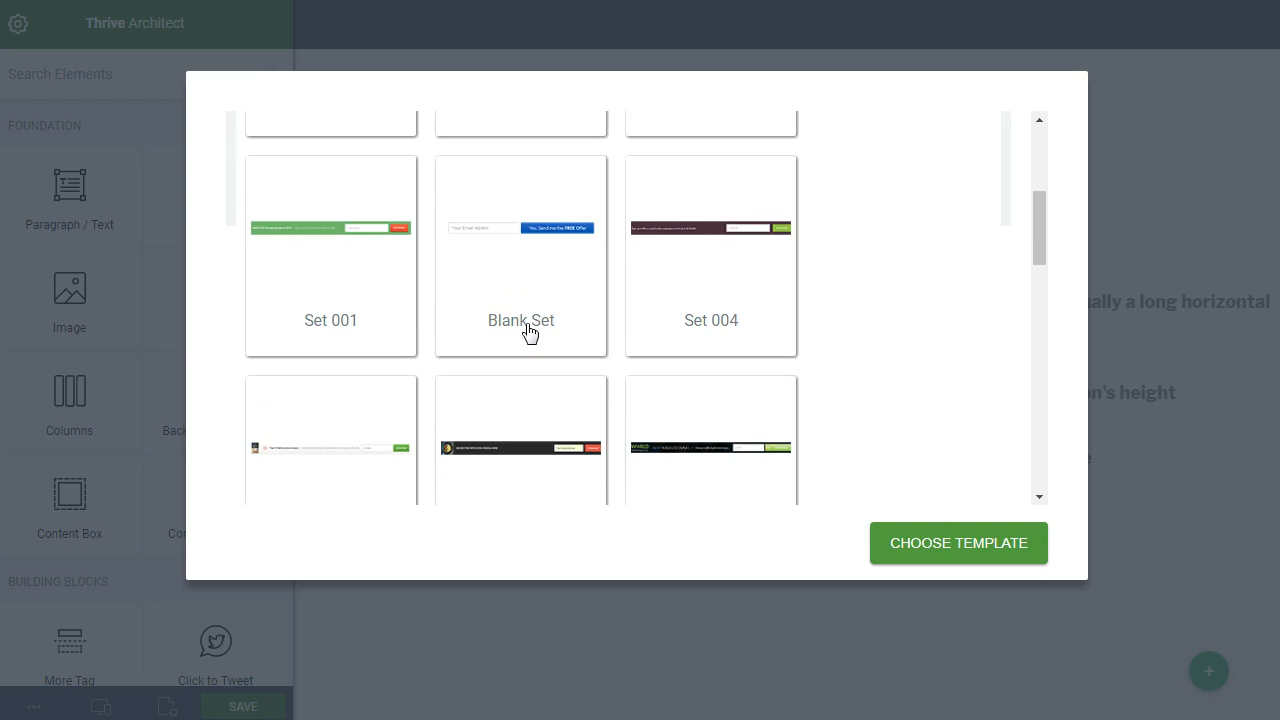 Thrive Architect
Search Elements
FOUNDATION
Paragraph / Text
Image
Columns
Back
Content Box
Con
BUILDING BLOCKS
More Tag
Click to Tweet
SAVE
Your Email Adress
Yes, Send me the FREE Offer
Set 001
Blank Set
Set 004
CHOOSE TEMPLATE
ally a long horizontal
n's height
e
+